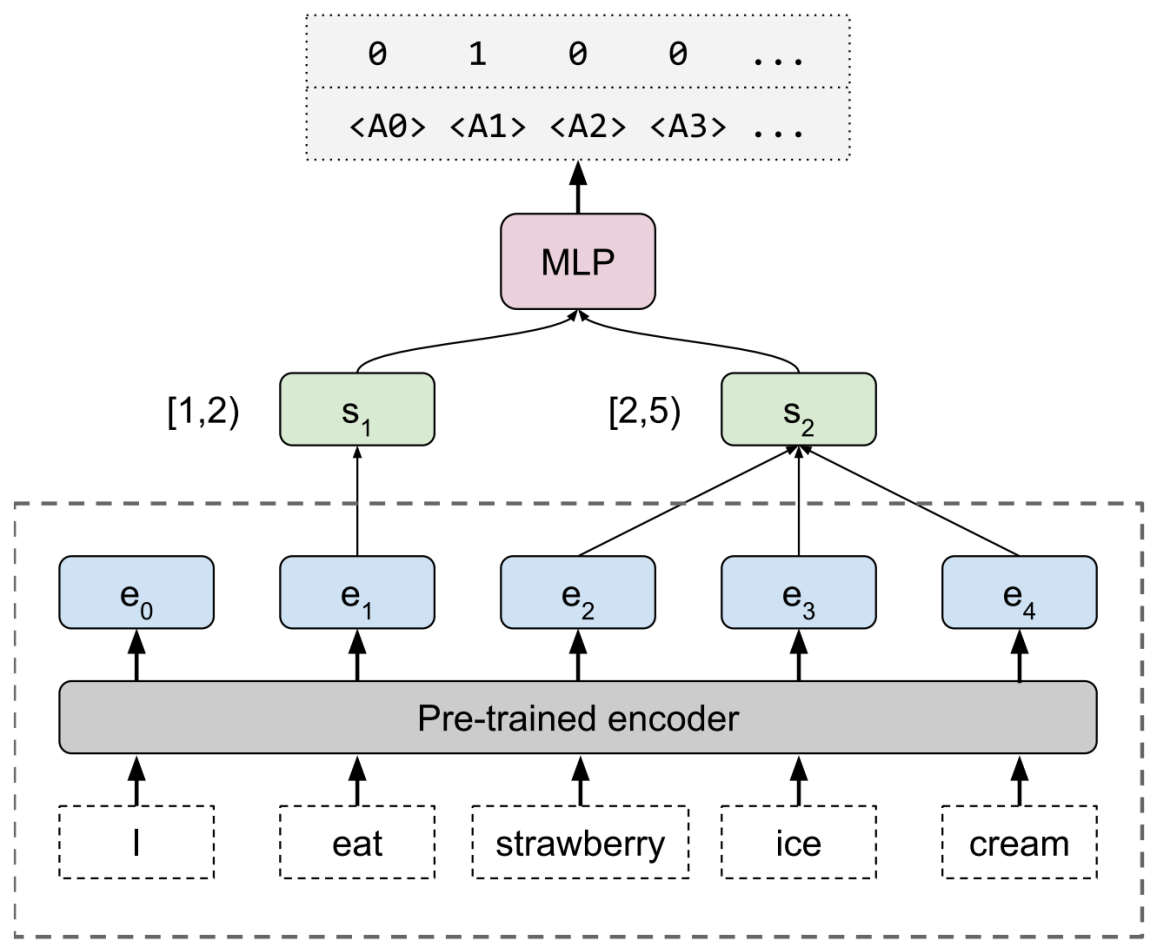 0 1 0 0 ...
<A0> <A1> <A2> <A3> ...
MLP
[1,2) s1 [2,5) s2
e0 e1 e2 e3 e4
Pre-trained encoder
I eat strawberry ice cream